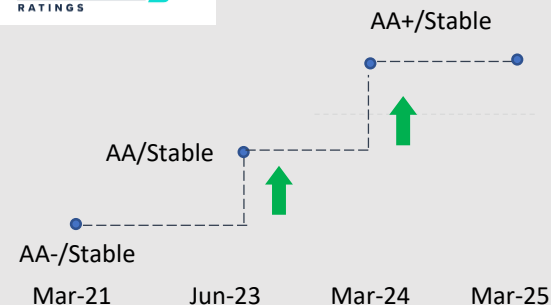 RATINGS
AA+/Stable
AA/Stable
AA-/Stable
Mar-21 Jun-23 Mar-24 Mar-25